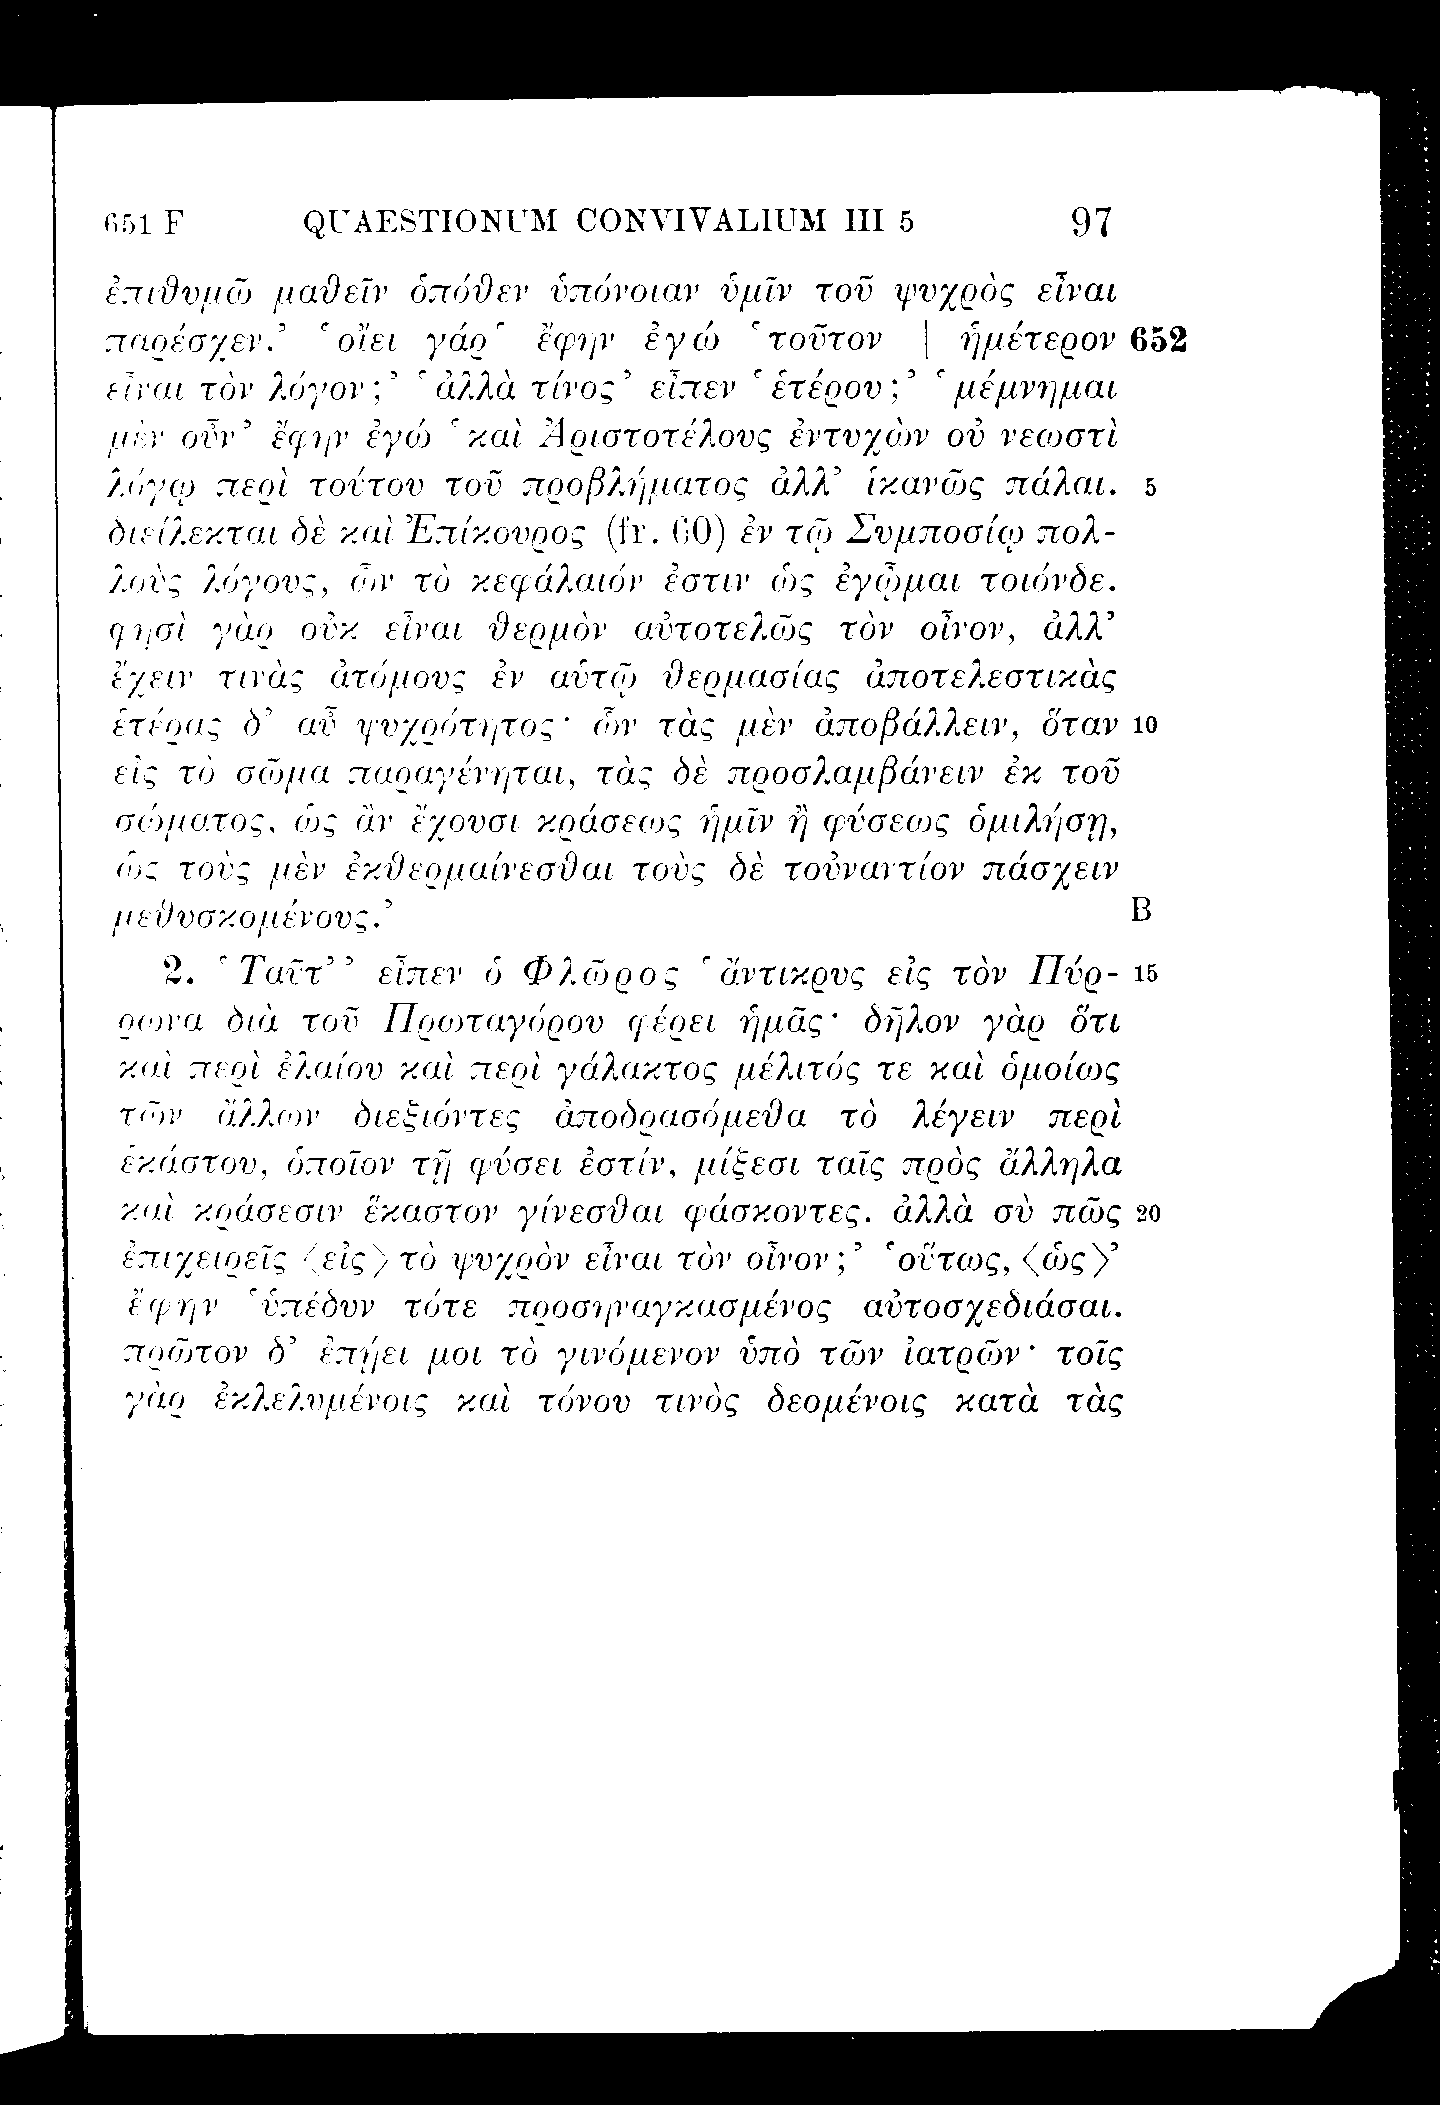 651 F QUAESTIONUM CONVIVALIUM III 5 97
ἐπιθυμῶ μαθεῖν ὁπόθεν ὑπόνοιαν ὑμῖν τοῦ ψυχρὸς εἶναι
παρέσχεν.’ ‘οἴει γάρ’ ἔφην ἐγώ ‘τοῦτον | ἡμέτερον 652
εἶναι τὸν λόγον;’ ‘ἀλλὰ τίνος’ εἶπεν ‘ἑτέρου;’ ‘μέμνημαι
μὲν οὖν’ ἔφην ἐγώ ‘καὶ Ἀριστοτέλους ἐντυχὼν οὐ νεωστὶ
λόγῳ περὶ τούτου τοῦ προβλήματος ἀλλ’ ἱκανῶς πάλαι. 5
διείλεκται δὲ καὶ Ἐπίκουρος (fr. 60) ἐν τῷ Συμποσίῳ πολ-
λοὺς λόγους, ὧν τὸ κεφάλαιόν ἐστιν ὡς ἐγᾦμαι τοιόνδε.
φησὶ γὰρ οὐκ εἶναι θερμὸν αὐτοτελῶς τὸν οἶνον, ἀλλ’
ἔχειν τινὰς ἀτόμους ἐν αὑτῷ θερμασίας ἀποτελεστικὰς
ἑτέρας δ’ αὖ ψυχρότητος· ὧν τὰς μὲν ἀποβάλλειν, ὅταν 10
εἰς τὸ σῶμα παραγένηται, τὰς δὲ προσλαμβάνειν ἐκ τοῦ
σώματος, ὡς ἂν ἔχουσι κράσεως ἡμῖν ἢ φύσεως ὁμιλήσῃ,
ὡς τοὺς μὲν ἐκθερμαίνεσθαι τοὺς δὲ τοὐναντίον πάσχειν
μεθυσκομένους.’ B
2. ‘Ταῦτ’’ εἶπεν ὁ Φλῶρος ‘ἄντικρυς εἰς τὸν Πύρ- 15
ρωνα διὰ τοῦ Πρωταγόρου φέρει ἡμᾶς· δῆλον γὰρ ὅτι
καὶ περὶ ἐλαίου καὶ περὶ γάλακτος μέλιτός τε καὶ ὁμοίως
τῶν ἄλλων διεξιόντες ἀποδρασόμεθα τὸ λέγειν περὶ
ἑκάστου, ὁποῖον τῇ φύσει ἐστίν, μίξεσι ταῖς πρὸς ἄλληλα
καὶ κράσεσιν ἕκαστον γίνεσθαι φάσκοντες. ἀλλὰ σὺ πῶς 20
ἐπιχειρεῖς ⟨εἰς⟩ τὸ ψυχρὸν εἶναι τὸν οἶνον;’ ‘οὕτως, ⟨ὡς⟩’
ἔφην ‘ὑπέδυν τότε προσηναγκασμένος αὐτοσχεδιάσαι.
πρῶτον δ’ ἐπῄει μοι τὸ γινόμενον ὑπὸ τῶν ἰατρῶν· τοῖς
γὰρ ἐκλελυμένοις καὶ τόνου τινὸς δεομένοις κατὰ τὰς